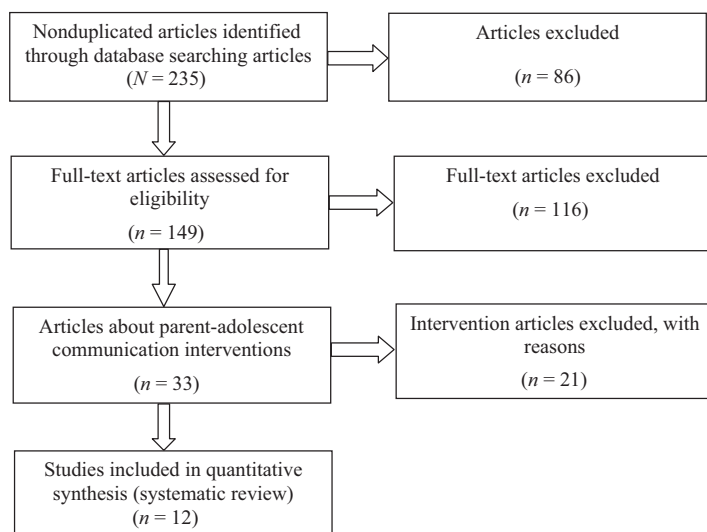 Nonduplicated articles identified
through database searching articles
(N = 235)
Articles excluded
(n = 86)
Full-text articles assessed for
eligibility
(n = 149)
Full-text articles excluded
(n = 116)
Articles about parent-adolescent
communication interventions
(n = 33)
Intervention articles excluded, with
reasons
(n = 21)
Studies included in quantitative
synthesis (systematic review)
(n = 12)